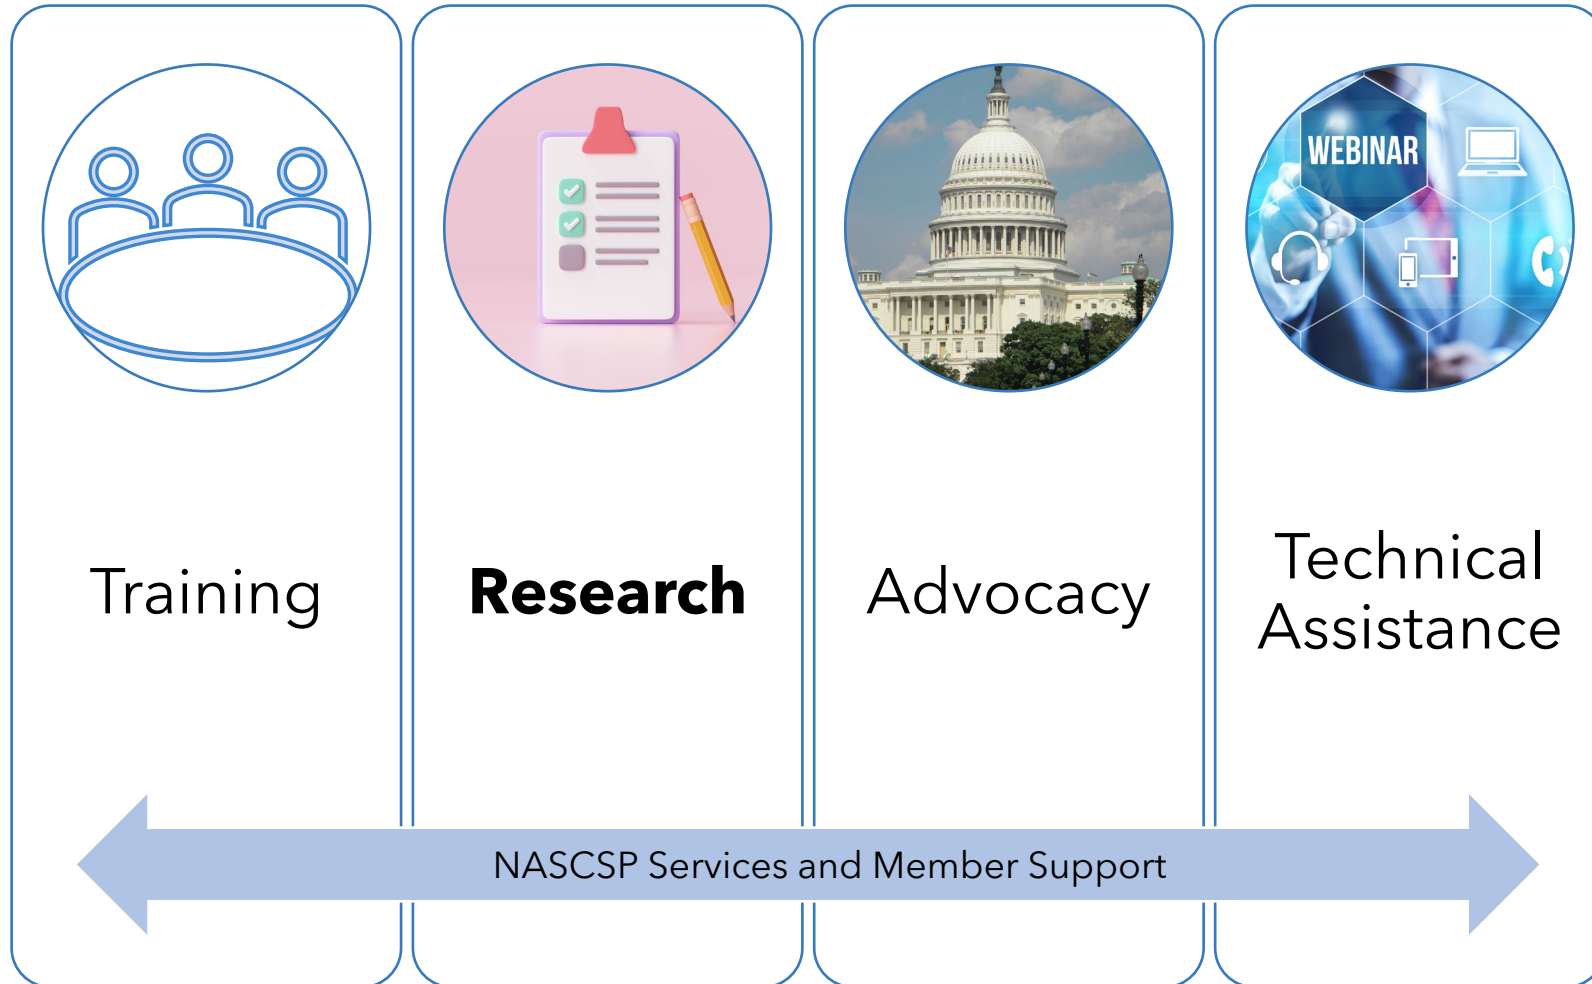 WEBINAR
Training
Research
Advocacy
Technical
Assistance
NASCSP Services and Member Support